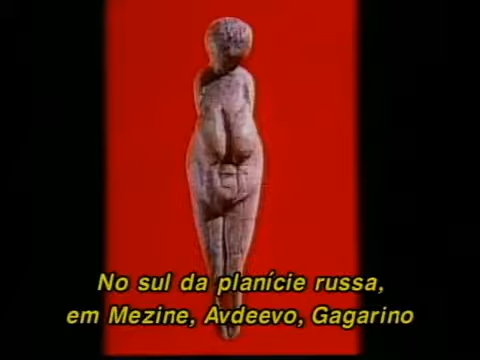 No sul da planície russa,
em Mezine, Avdeevo, Gagarino